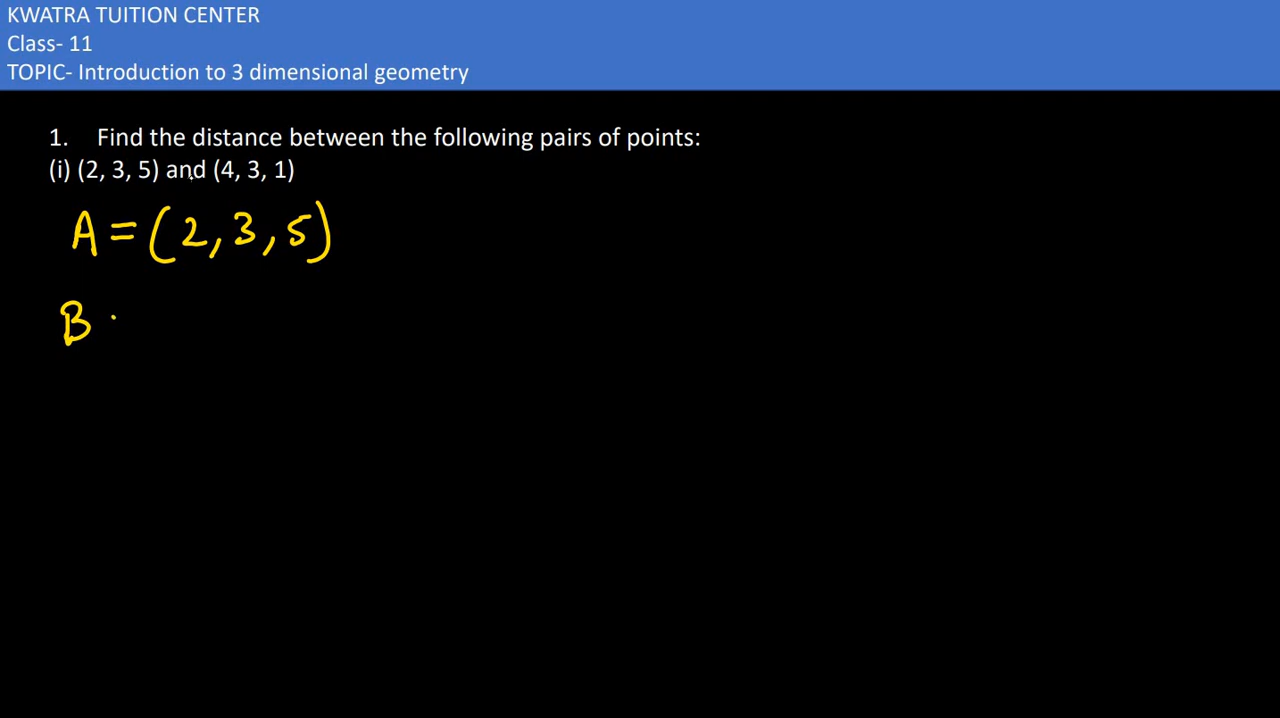 KWATRA TUITION CENTER
Class- 11
TOPIC- Introduction to 3 dimensional geometry
1. Find the distance between the following pairs of points:
(i) (2, 3, 5) and (4, 3, 1)
A = (2, 3, 5)
B